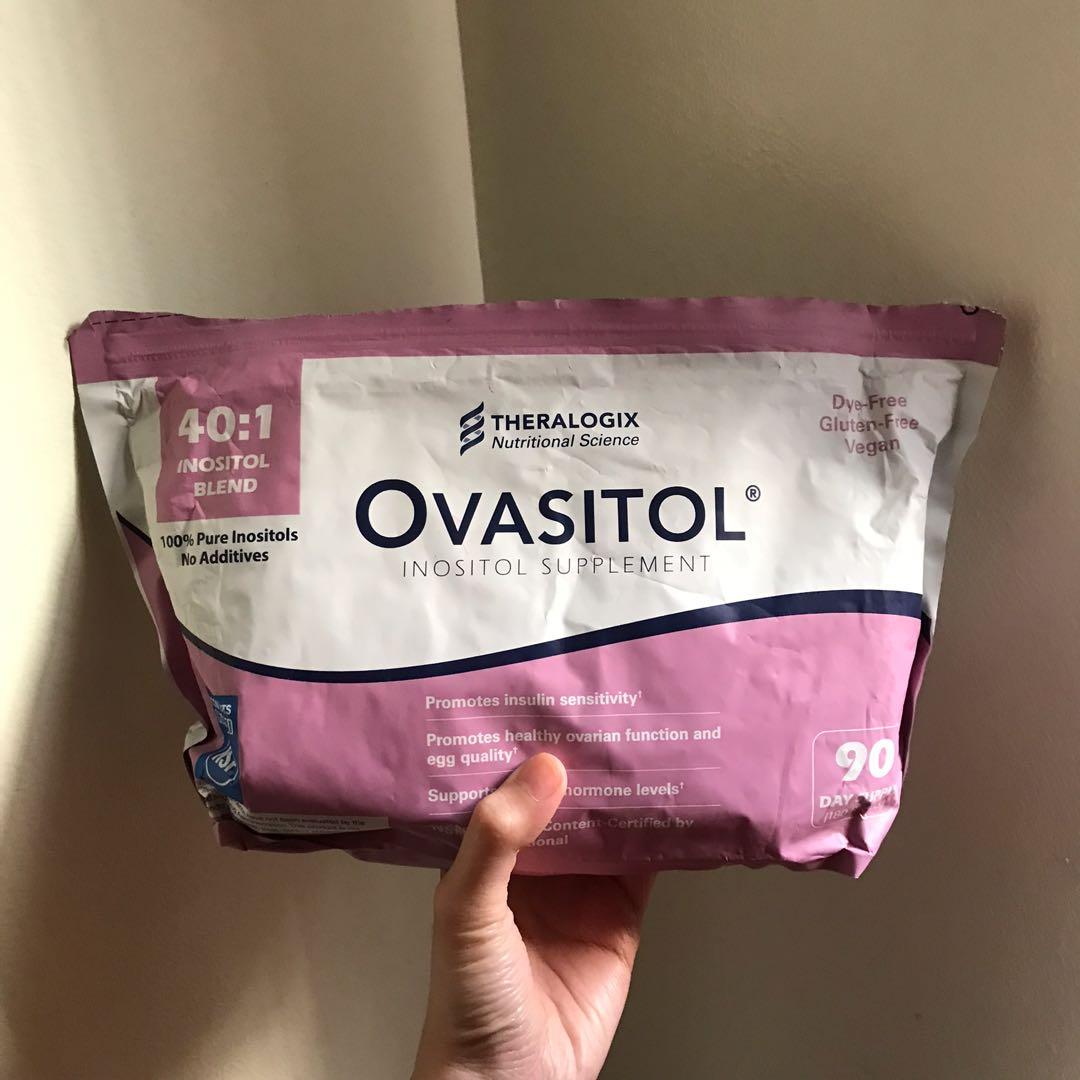 40:1
INOSITOL
BLEND
100% Pure Inositols
No Additives
THERALOGIX
Nutritional Science
Dye-Free
Gluten-Free
Vegan
OVASITOL®
INOSITOL SUPPLEMENT
Promotes insulin sensitivity†
Promotes healthy ovarian function and
egg quality†
hormone levels†
Content-Certified by
90
DAY